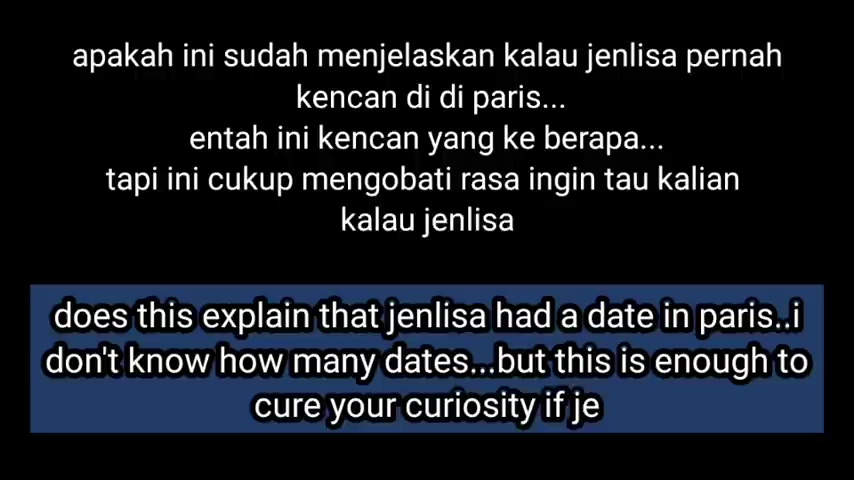 apakah ini sudah menjelaskan kalau jenlisa pernah
kencan di di paris...
entah ini kencan yang ke berapa...
tapi ini cukup mengobati rasa ingin tau kalian
kalau jenlisa
does this explain that jenlisa had a date in paris..i
don't know how many dates...but this is enough to
cure your curiosity if je